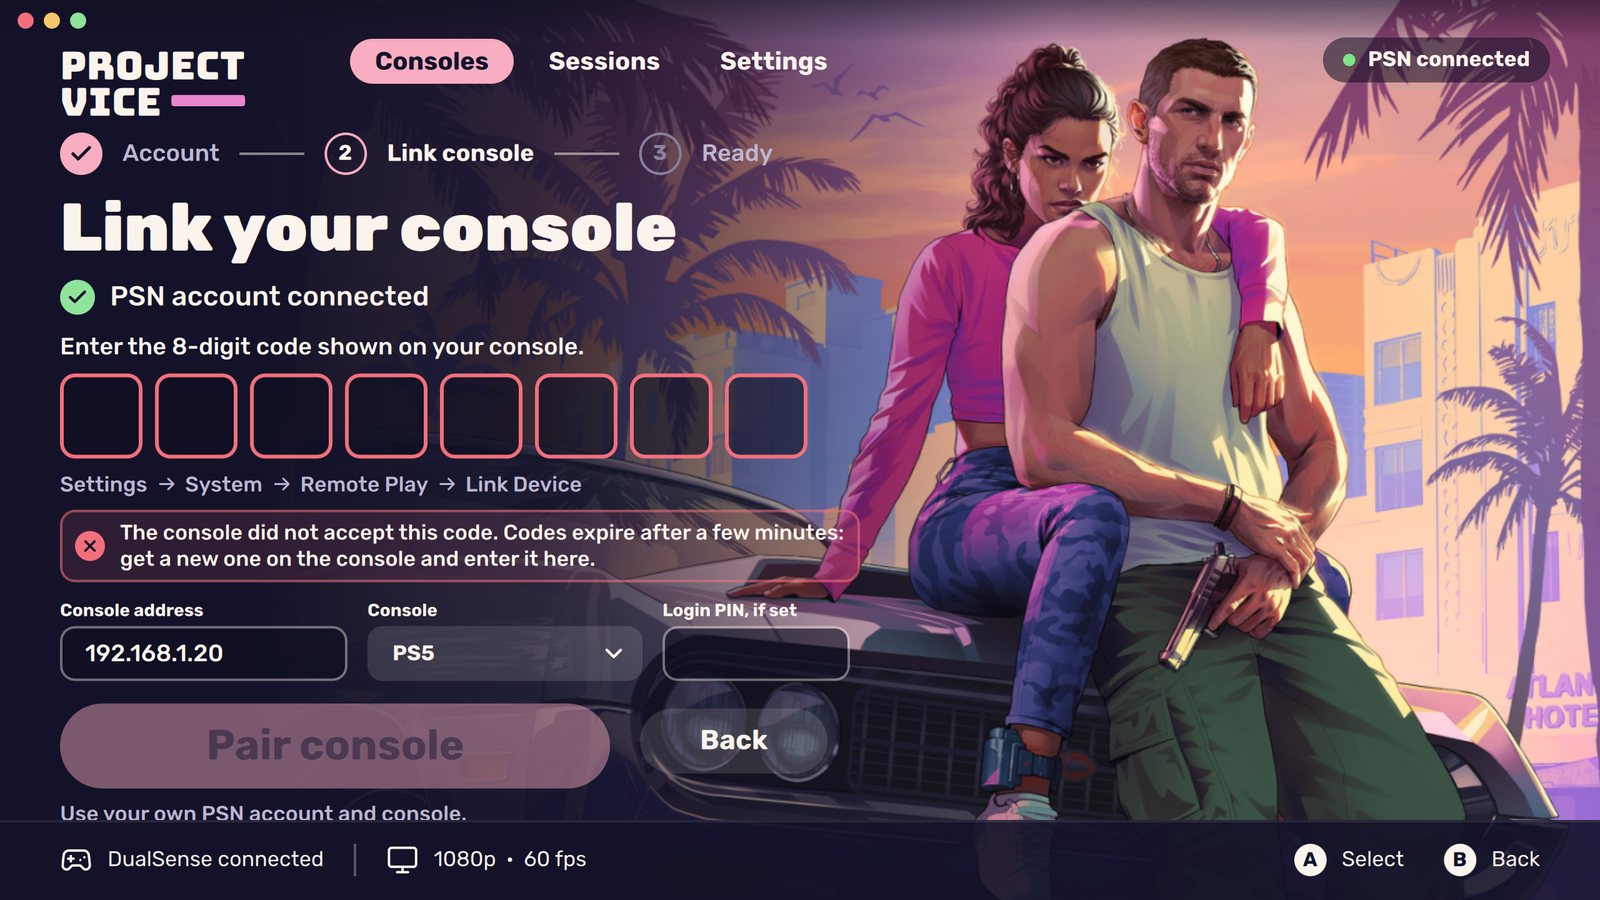 PROJECT
VICE
Consoles
Sessions
Settings
PSN connected
Account
2
Link console
3
Ready
Link your console
PSN account connected
Enter the 8-digit code shown on your console.
Settings → System → Remote Play → Link Device
The console did not accept this code. Codes expire after a few minutes:
get a new one on the console and enter it here.
Console address
Console
Login PIN, if set
192.168.1.20
PS5
Pair console
Back
Use your own PSN account and console.
DualSense connected
1080p • 60 fps
A Select
B Back
HOTE